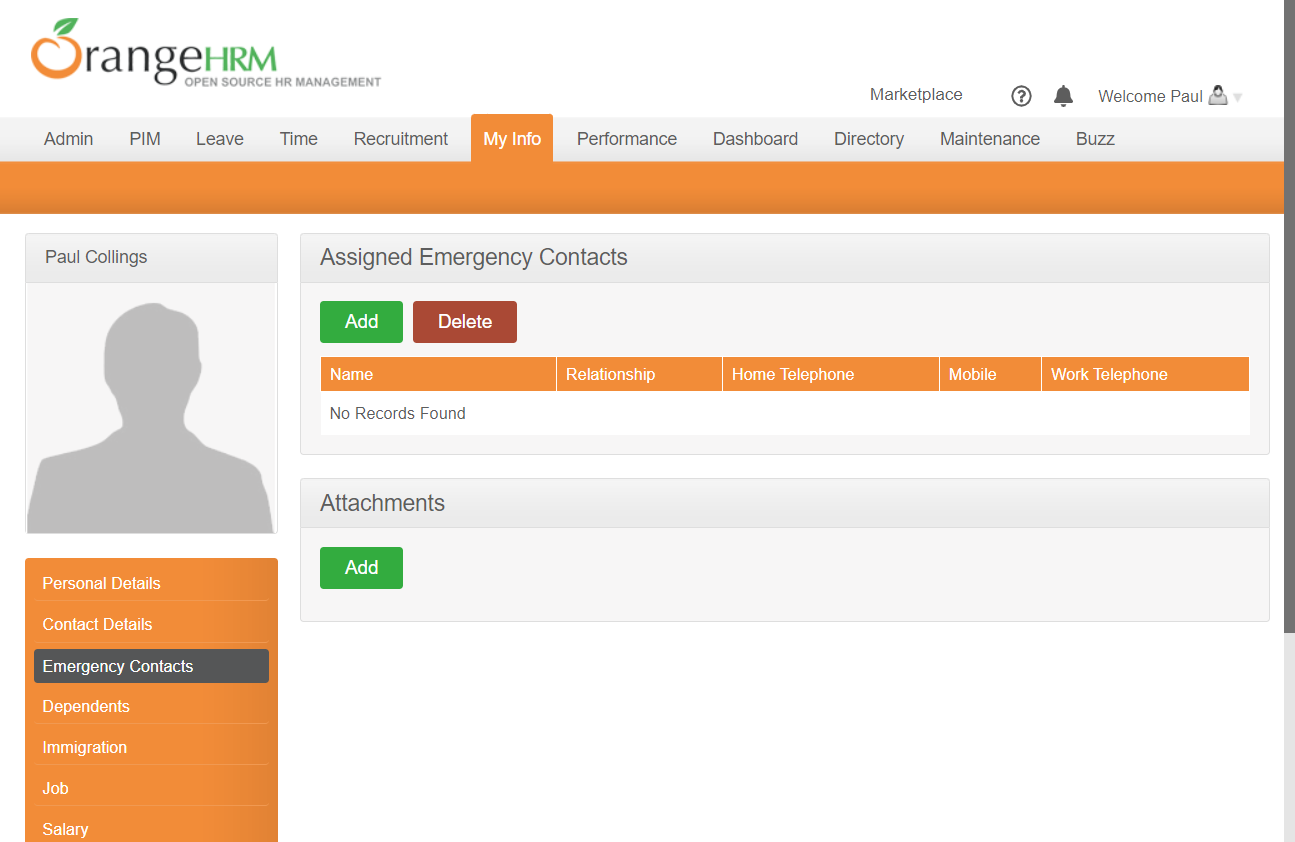 OrangeHRM
OPEN SOURCE HR MANAGEMENT
Marketplace
?
Welcome Paul
Admin PIM Leave Time Recruitment My Info Performance Dashboard Directory Maintenance Buzz
Paul Collings
Assigned Emergency Contacts
Add Delete
Name Relationship Home Telephone Mobile Work Telephone
No Records Found
Attachments
Add
Personal Details
Contact Details
Emergency Contacts
Dependents
Immigration
Job
Salary